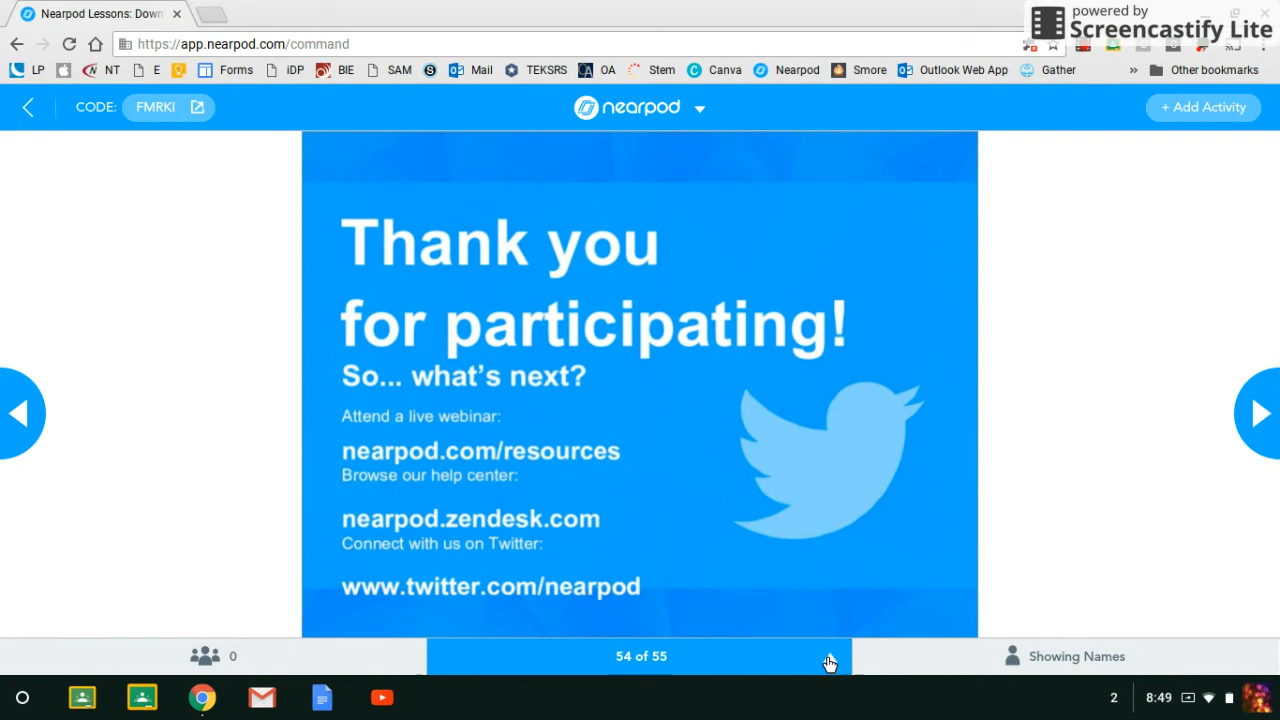 Nearpod Lessons: Down
powered by
Screencastify Lite
https://app.nearpod.com/command
LP NT E Forms iDP BIE SAM Mail TEKSRS OA Stem Canva Nearpod Smore Outlook Web App Gather » Other bookmarks
CODE: FMRKI nearpod + Add Activity
Thank you
for participating!
So... what's next?
Attend a live webinar:
nearpod.com/resources
Browse our help center:
nearpod.zendesk.com
Connect with us on Twitter:
www.twitter.com/nearpod
0 54 of 55 Showing Names
2 8:49